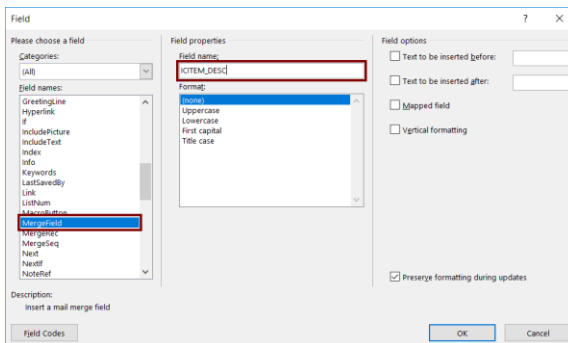 Field
? ×
Please choose a field
Categories:
(All)
Field names:
GreetingLine
Hyperlink
If
IncludePicture
IncludeText
Index
Info
Keywords
LastSavedBy
Link
ListNum
MacroButton
MergeField
MergeRec
MergeSeq
Next
NextIf
NoteRef
Field properties
Field name:
ICITEM_DESC
Format:
(none)
Uppercase
Lowercase
First capital
Title case
Field options
Text to be inserted before:
Text to be inserted after:
Mapped field
Vertical formatting
Preserve formatting during updates
Description:
Insert a mail merge field
Field Codes
OK
Cancel